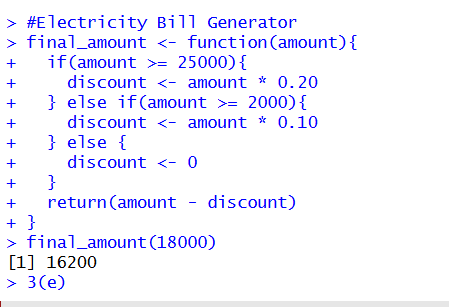 > #Electricity Bill Generator
> final_amount <- function(amount){
+   if(amount >= 25000){
+     discount <- amount * 0.20
+   } else if(amount >= 2000){
+     discount <- amount * 0.10
+   } else {
+     discount <- 0
+   }
+   return(amount - discount)
+ }
> final_amount(18000)
[1] 16200
> 3(e)